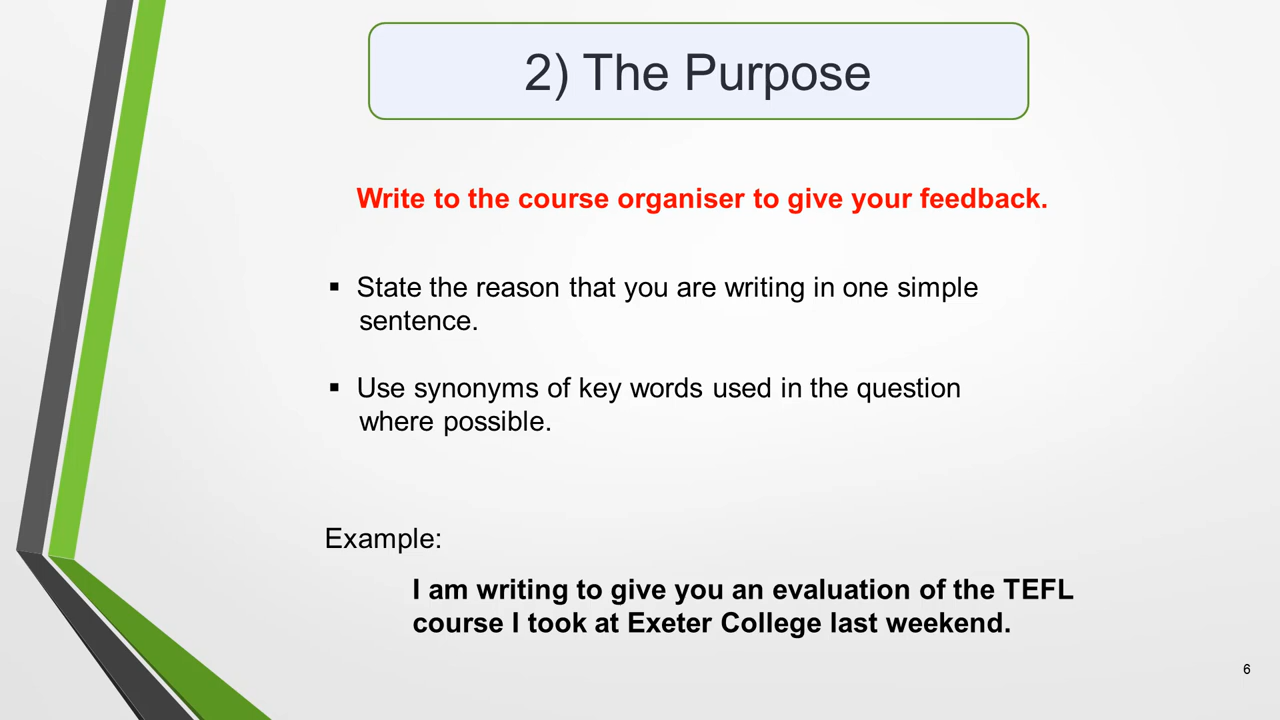 2) The Purpose
Write to the course organiser to give your feedback.
▪ State the reason that you are writing in one simple
sentence.
▪ Use synonyms of key words used in the question
where possible.
Example:
I am writing to give you an evaluation of the TEFL
course I took at Exeter College last weekend.
6